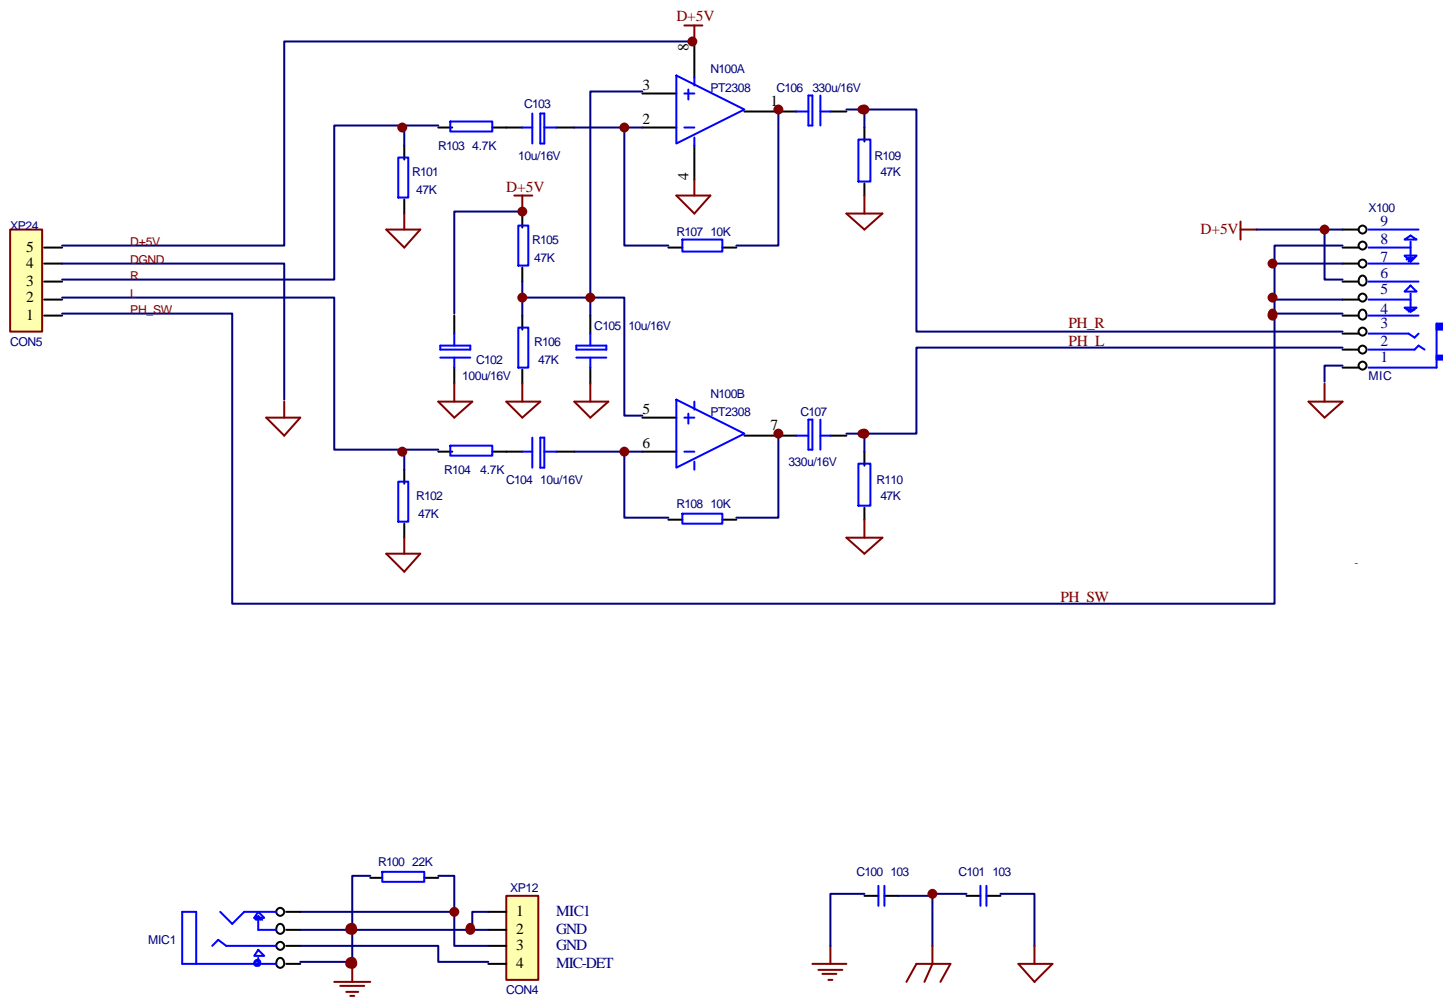 D+5V
8
N100A
PT2308
3
2
1
4
C106 330u/16V
C103
10u/16V
R103 4.7K
R101
47K
R109
47K
D+5V
R105
47K
R107 10K
XP24
5
4
3
2
1
CON5
D+5V
DGND
R
L
PH_SW
C105 10u/16V
R106
47K
C102
100u/16V
X100
D+5V
9
8
7
6
5
4
3
2
1
MIC
PH_R
PH_L
N100B
PT2308
5
6
7
C107
330u/16V
R104 4.7K
C104 10u/16V
R102
47K
R108 10K
R110
47K
PH_SW
R100 22K
XP12
1
2
3
4
MIC1
GND
GND
MIC-DET
CON4
MIC1
C100 103
C101 103